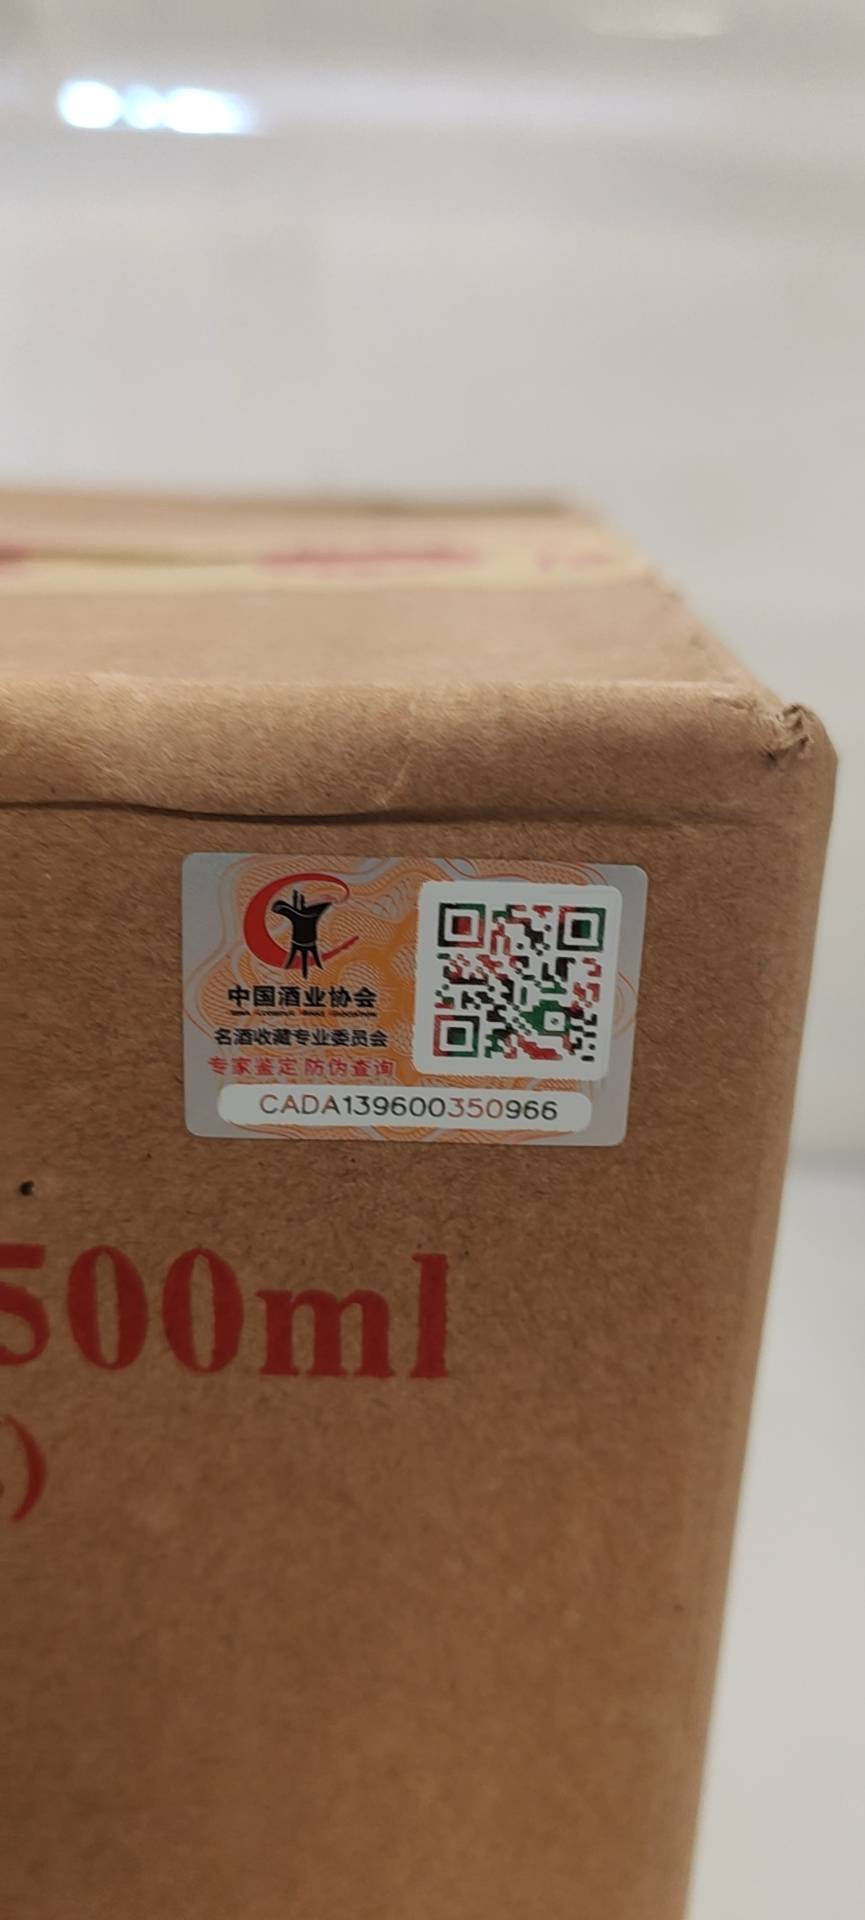 中国酒业协会
名酒收藏专业委员会
专家鉴定 防伪查询
CADA139600350966
500ml
)